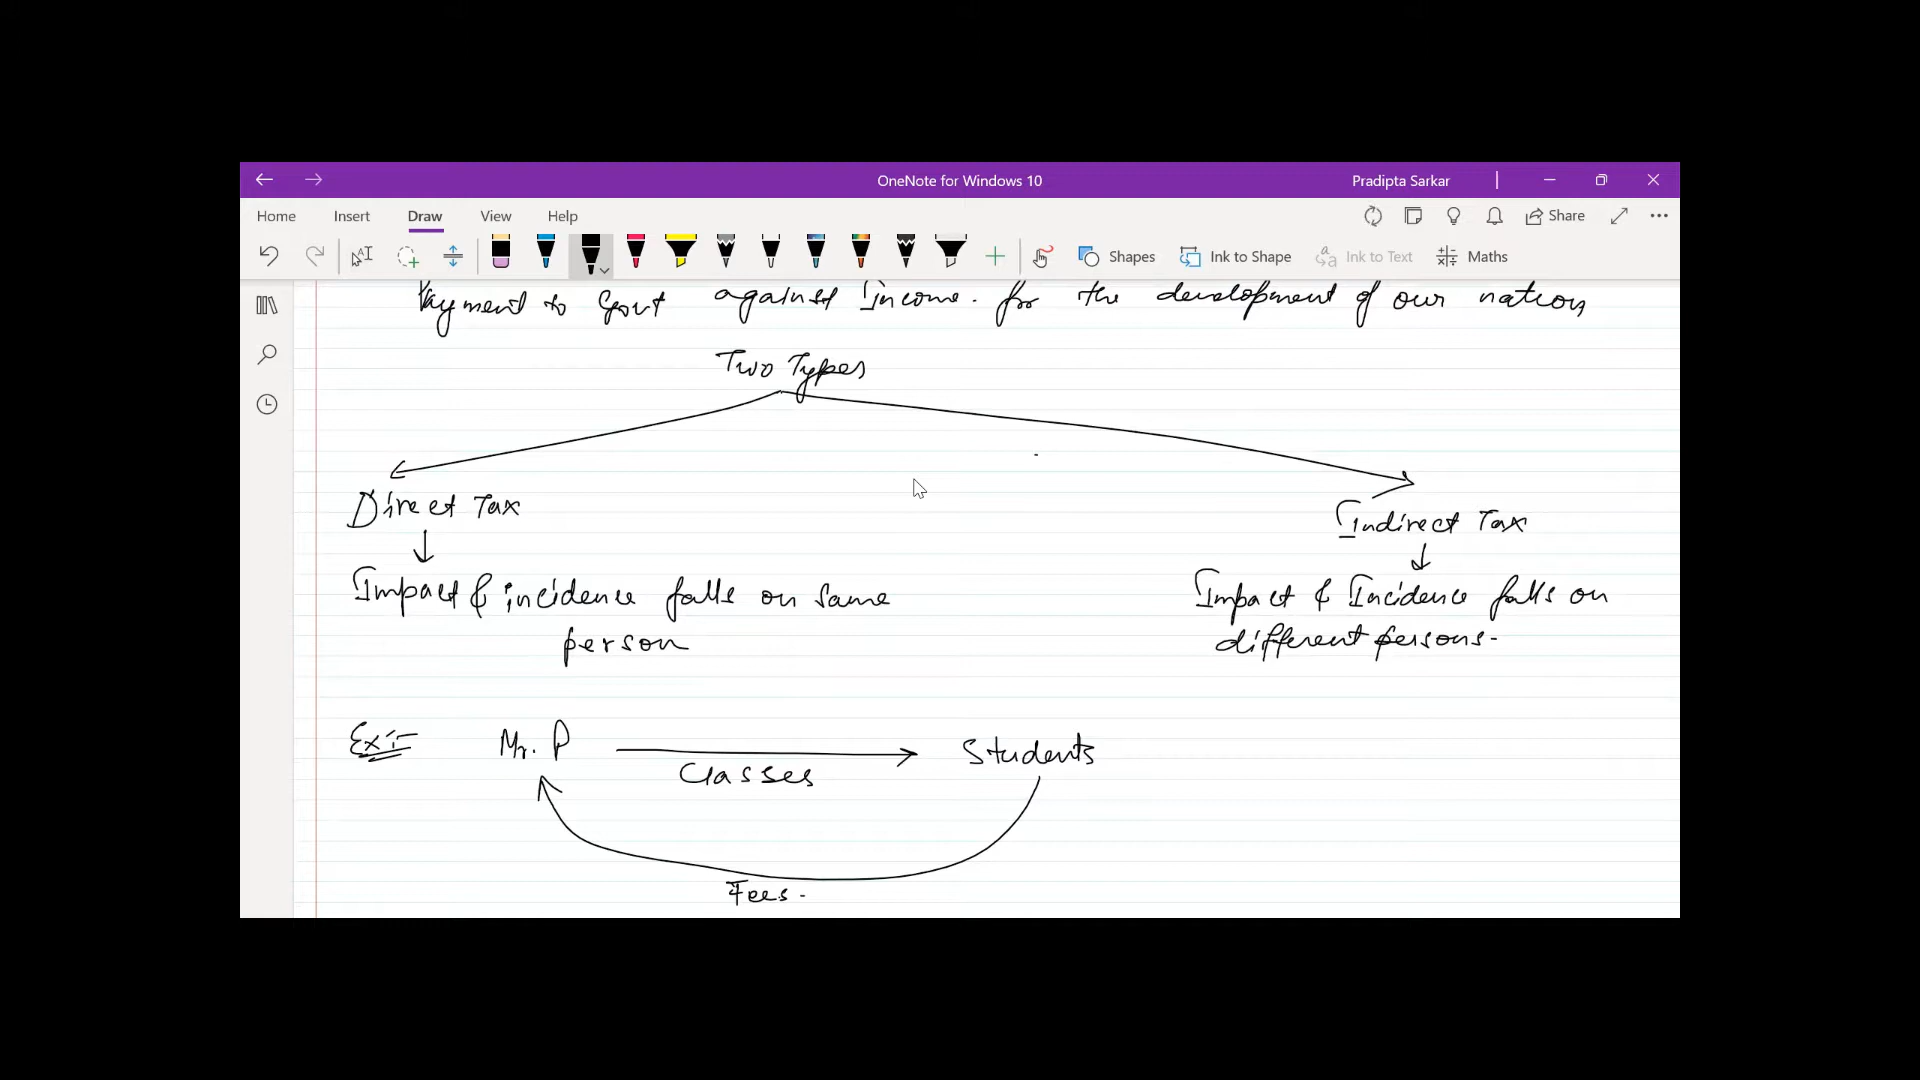 OneNote for Windows 10
Pradipta Sarkar
Home Insert Draw View Help
Share
Shapes Ink to Shape Ink to Text Maths
Payment to Govt against Income. for the development of our nation,
Two Types
Direct Tax
Indirect Tax
Impact & incidence falls on same
person
Impact & Incidence falls on
different persons.
Ex:-
Mr. P
Students
Classes
Fees.